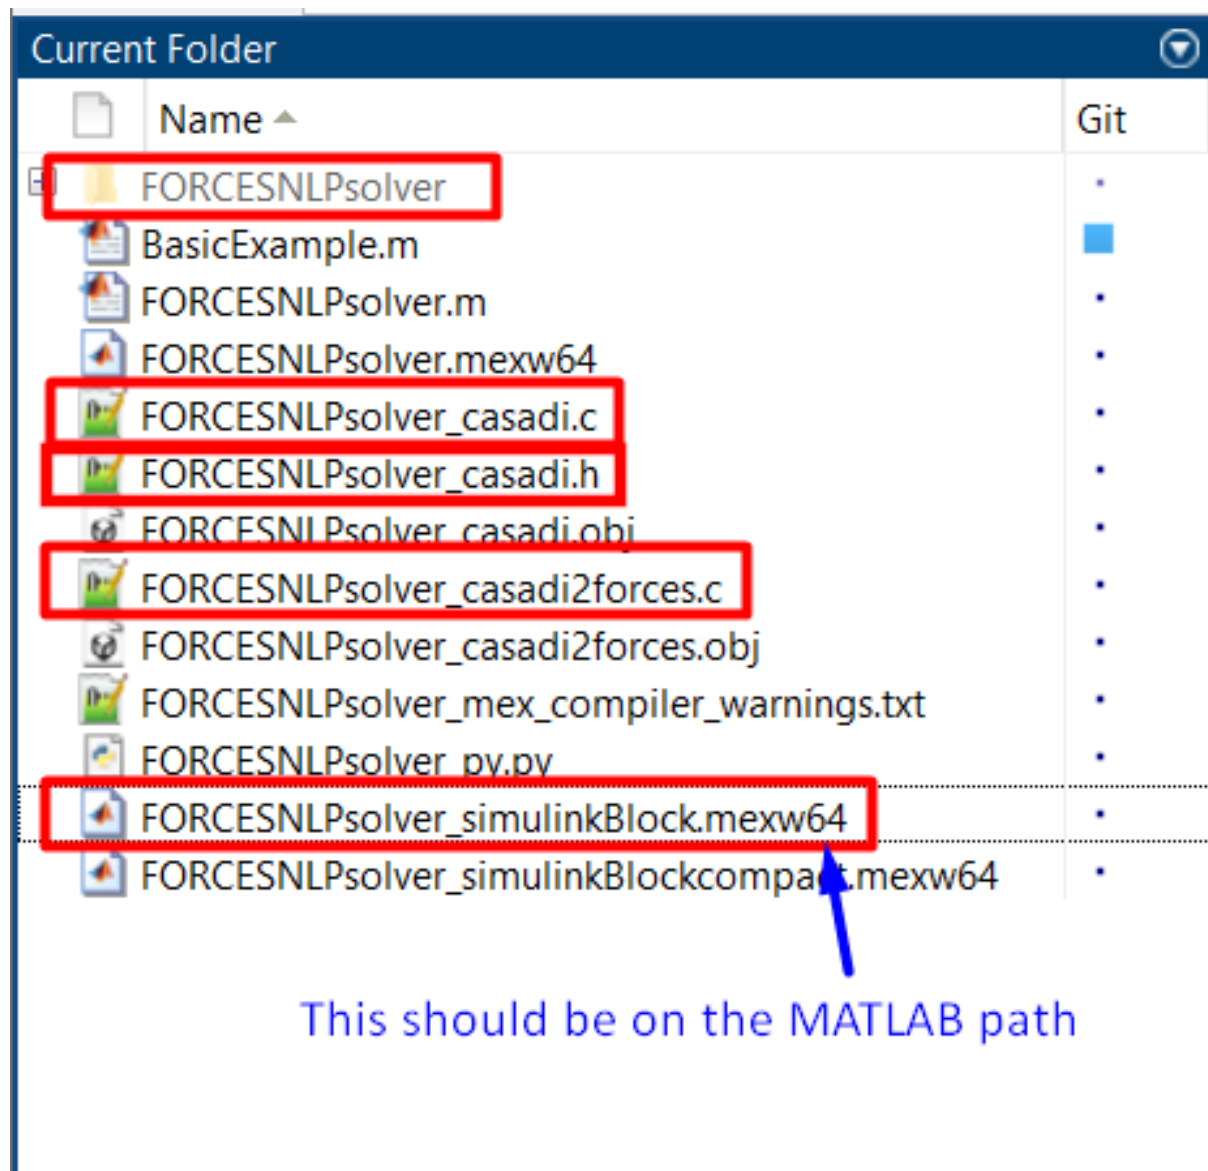 Current Folder
Name Git
FORCESNLPsolver
BasicExample.m
FORCESNLPsolver.m
FORCESNLPsolver.mexw64
FORCESNLPsolver_casadi.c
FORCESNLPsolver_casadi.h
FORCESNLPsolver_casadi.obj
FORCESNLPsolver_casadi2forces.c
FORCESNLPsolver_casadi2forces.obj
FORCESNLPsolver_mex_compiler_warnings.txt
FORCESNLPsolver_py.py
FORCESNLPsolver_simulinkBlock.mexw64
FORCESNLPsolver_simulinkBlockcompact.mexw64
This should be on the MATLAB path